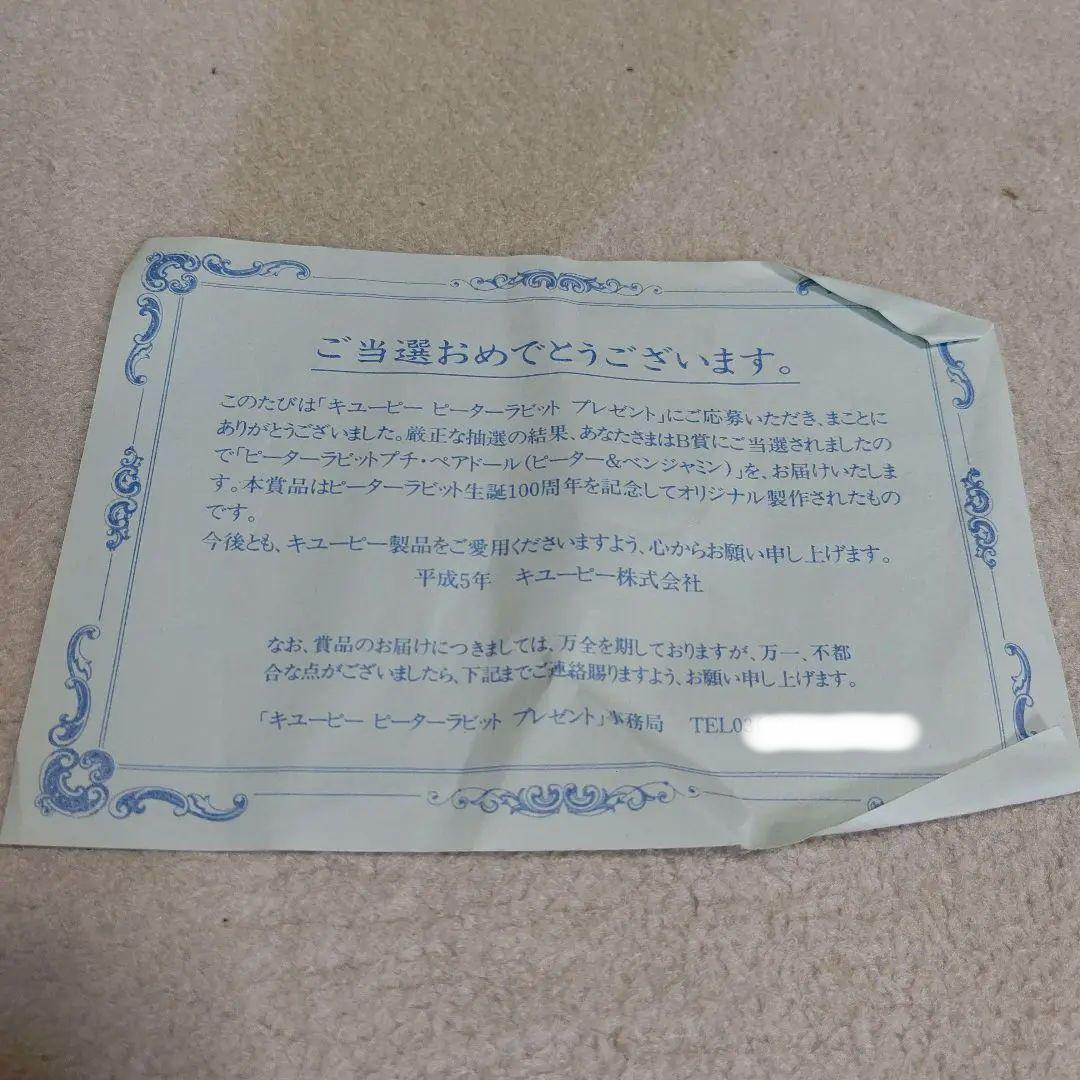 ご当選おめでとうございます。
このたびは「キユーピー ピーターラビット プレゼント」にご応募いただき、まことに
ありがとうございました。厳正な抽選の結果、あなたさまはB賞にご当選されましたの
で「ピーターラビットプチ・ペアドール(ピーター&ベンジャミン)」を、お届けいたしま
す。本賞品はピーターラビット生誕100周年を記念してオリジナル製作されたもの
です。
今後とも、キユーピー製品をご愛用くださいますよう、心からお願い申し上げます。
平成5年 キユーピー株式会社
なお、賞品のお届けにつきましては、万全を期しておりますが、万一、不都
合な点がございましたら、下記までご連絡賜りますよう、お願い申し上げます。
「キユーピー ピーターラビット プレゼント」事務局 TEL03